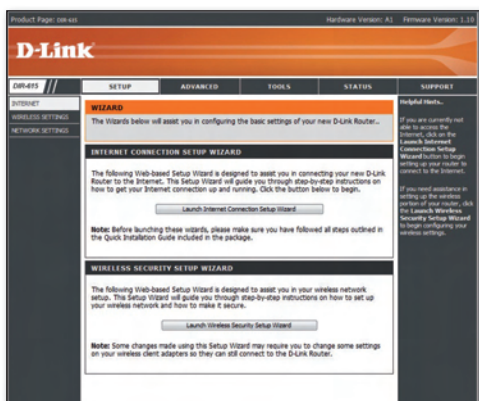 Product Page: DIR-615 Hardware Version: A1 Firmware Version: 1.10
D-Link
DIR-615 SETUP ADVANCED TOOLS STATUS SUPPORT
INTERNET
WIRELESS SETTINGS
NETWORK SETTINGS
WIZARD
The Wizards below will assist you in configuring the basic settings of your new D-Link Router..
INTERNET CONNECTION SETUP WIZARD
The following Web-based Setup Wizard is designed to assist you in connecting your new D-Link
Router to the Internet. This Setup Wizard will guide you through step-by-step instructions on
how to get your Internet connection up and running. Click the button below to begin.
Launch Internet Connection Setup Wizard
Note: Before launching these wizards, please make sure you have followed all steps outlined in
the Quick Installation Guide included in the package.
WIRELESS SECURITY SETUP WIZARD
The following Web-based Setup Wizard is designed to assist you in your wireless network
setup. This Setup Wizard will guide you through step-by-step instructions on how to set up
your wireless network and how to make it secure.
Launch Wireless Security Setup Wizard
Note: Some changes made using this Setup Wizard may require you to change some settings
on your wireless client adapters so they can still connect to the D-Link Router.
Helpful Hints..
If you are currently not
able to access the
Internet, click on the
Launch Internet
Connection Setup
Wizard button to begin
setting up your router to
connect to the Internet.
If you need assistance in
setting up the wireless
portion of your router, click
the Launch Wireless
Security Setup Wizard
to begin configuring your
wireless settings.